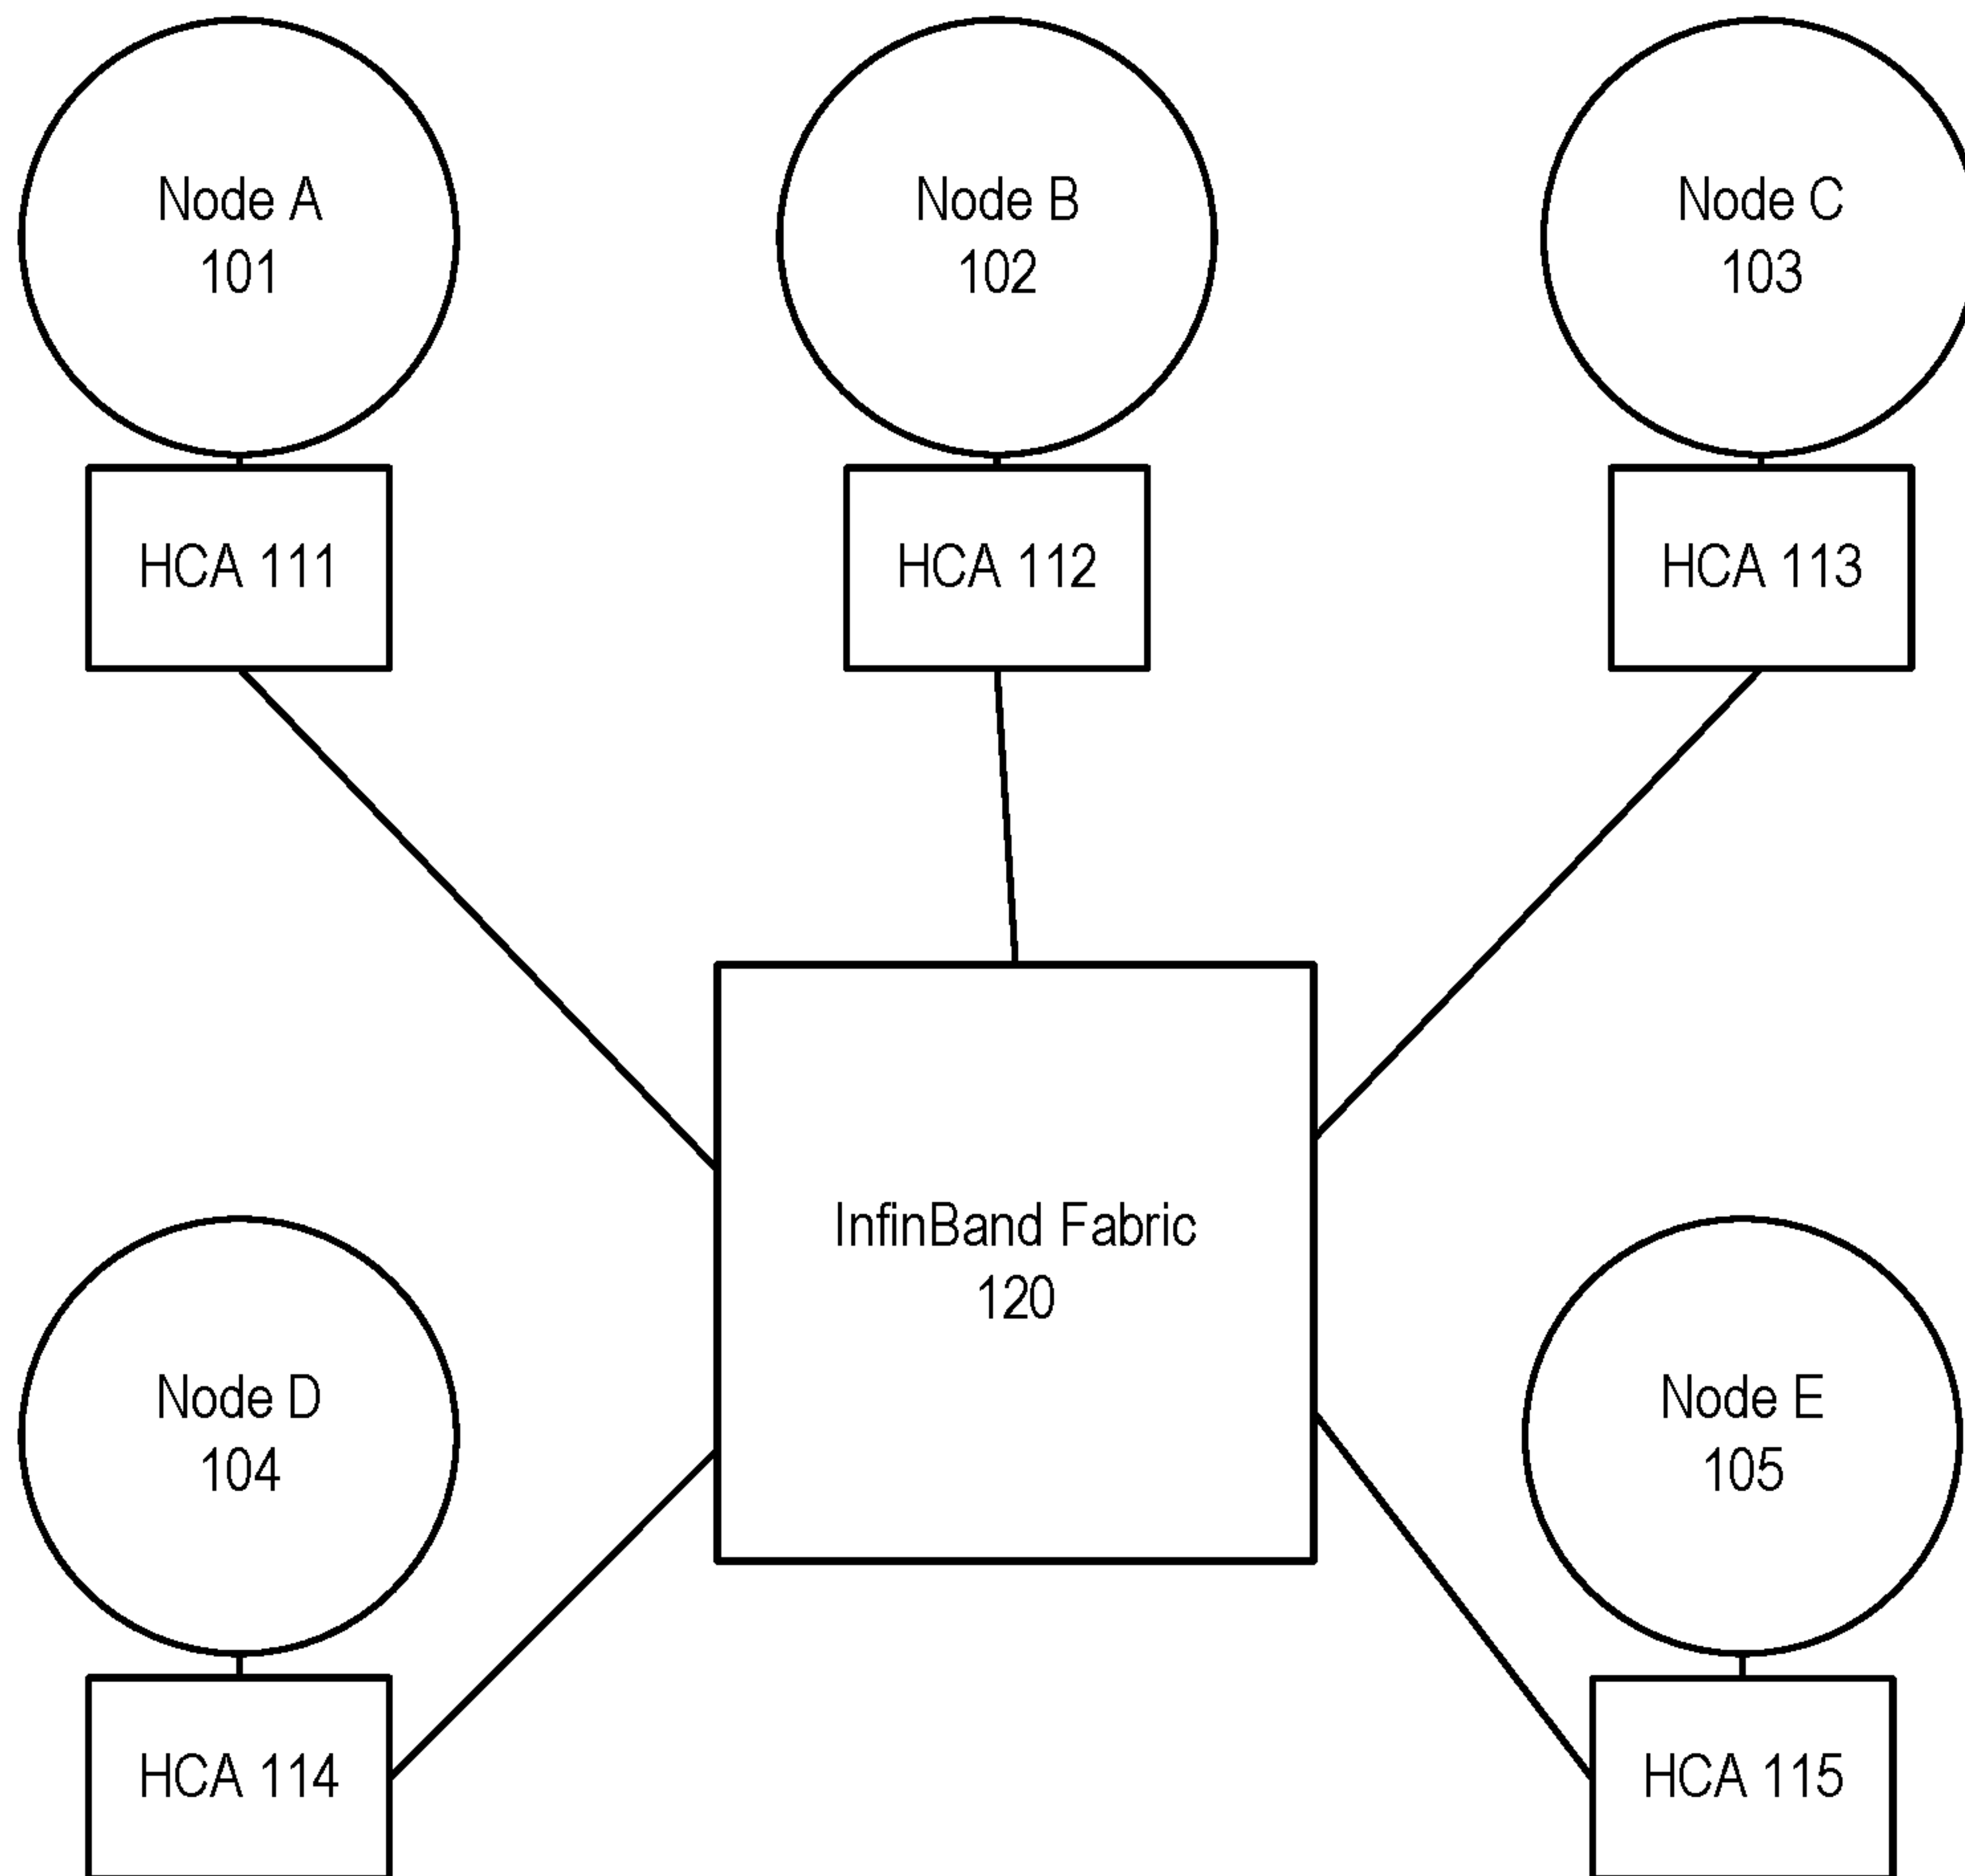 Node A
101
Node B
102
Node C
103
HCA 111
HCA 112
HCA 113
InfinBand Fabric
120
Node D
104
Node E
105
HCA 114
HCA 115